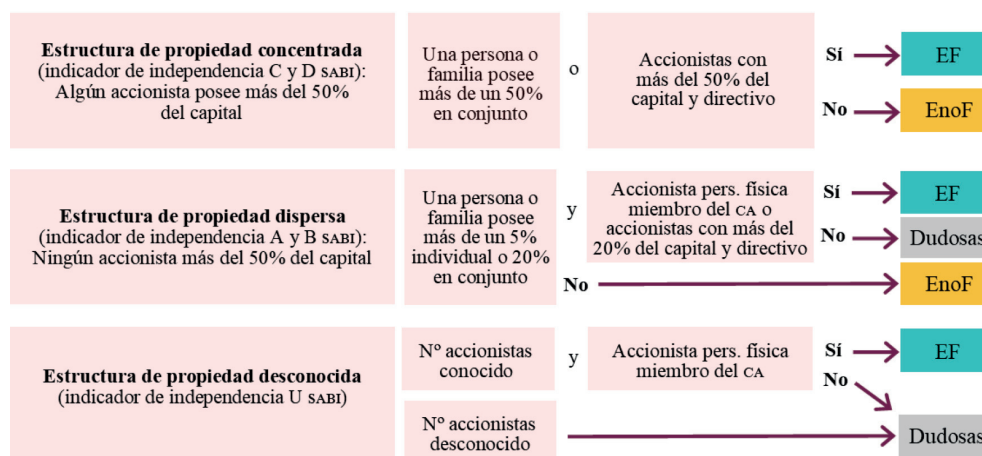 Estructura de propiedad concentrada
(indicador de independencia C y D SABI):
Algún accionista posee más del 50%
del capital
Una persona o
familia posee
más de un 50%
en conjunto
o
Accionistas con
más del 50% del
capital y directivo
Sí
EF
No
EnoF
Estructura de propiedad dispersa
(indicador de independencia A y B SABI):
Ningún accionista más del 50% del capital
Una persona o
familia posee
más de un 5%
individual o 20%
en conjunto
y
Accionista pers. física
miembro del CA o
accionistas con más del
20% del capital y directivo
Sí
EF
No
Dudosas
No
EnoF
Estructura de propiedad desconocida
(indicador de independencia U SABI)
Nº accionistas
conocido
y
Accionista pers. física
miembro del CA
Sí
EF
No
Nº accionistas
desconocido
Dudosas